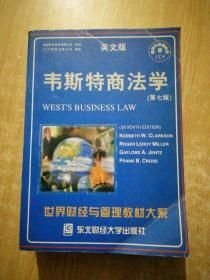 英文版
韦斯特商法学
(第七版)
WEST'S BUSINESS LAW
(SEVENTH EDITION)
KENNETH W. CLARKSON
ROGER LEROY MILLER
GAYLORD A. JENTZ
FRANK B. CROSS
世界财经与管理教材大系
东北财经大学出版社